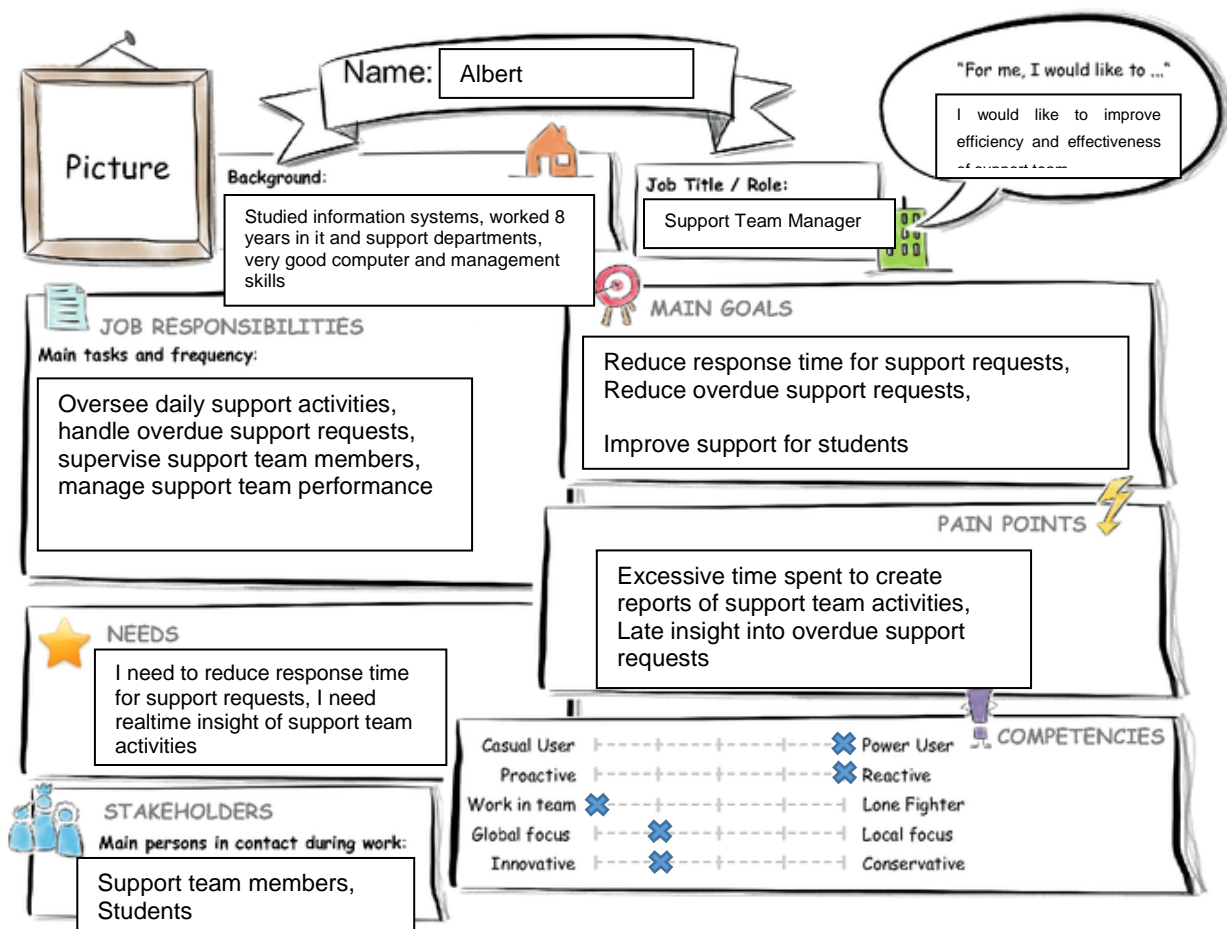 Picture
Name: Albert
"For me, I would like to ..."
I would like to improve
efficiency and effectiveness
of support team
Background:
Studied information systems, worked 8
years in it and support departments,
very good computer and management
skills
Job Title / Role:
Support Team Manager
JOB RESPONSIBILITIES
Main tasks and frequency:
Oversee daily support activities,
handle overdue support requests,
supervise support team members,
manage support team performance
MAIN GOALS
Reduce response time for support requests,
Reduce overdue support requests,
Improve support for students
PAIN POINTS
Excessive time spent to create
reports of support team activities,
Late insight into overdue support
requests
NEEDS
I need to reduce response time
for support requests, I need
realtime insight of support team
activities
STAKEHOLDERS
Main persons in contact during work:
Support team members,
Students
COMPETENCIES
Casual User Power User
Proactive Reactive
Work in team Lone Fighter
Global focus Local focus
Innovative Conservative